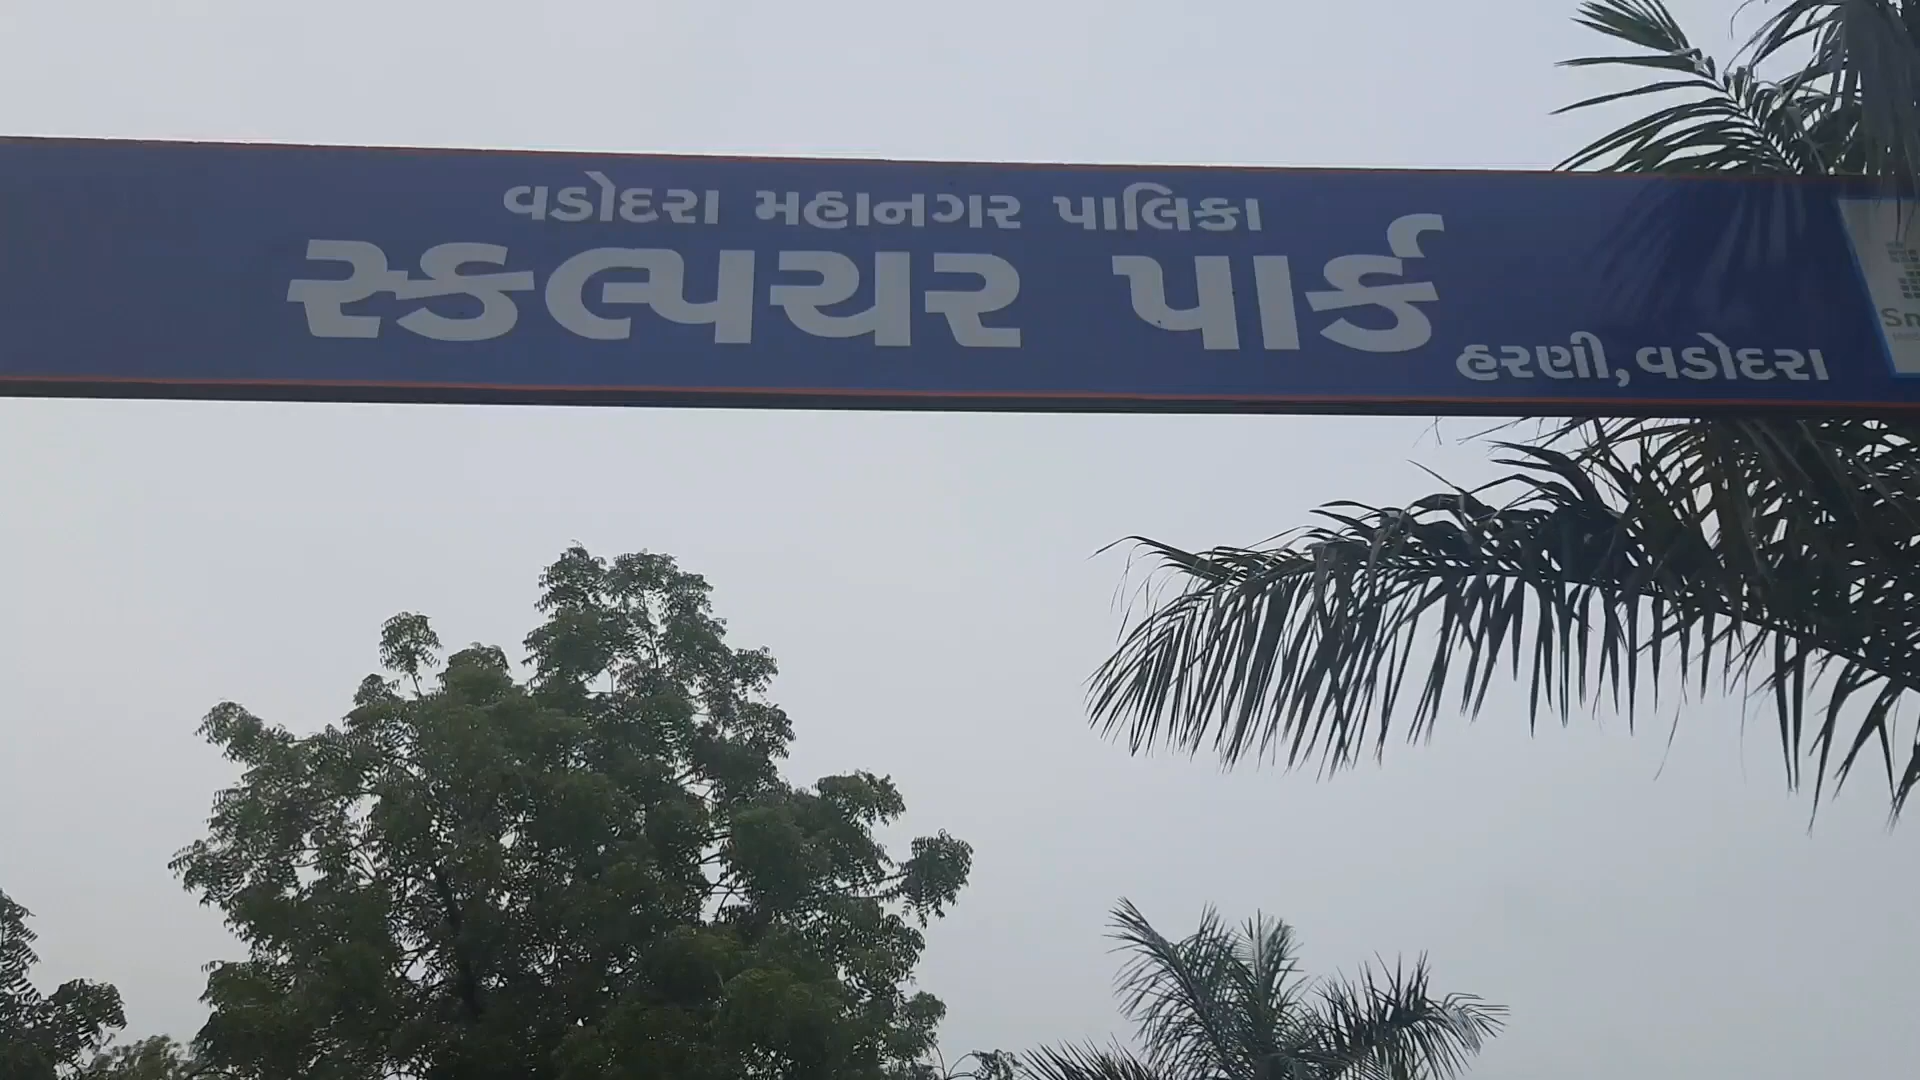 વડોદરા મહાનગર પાલિકા
સ્કલ્પચર પાર્ક
હરણી, વડોદરા